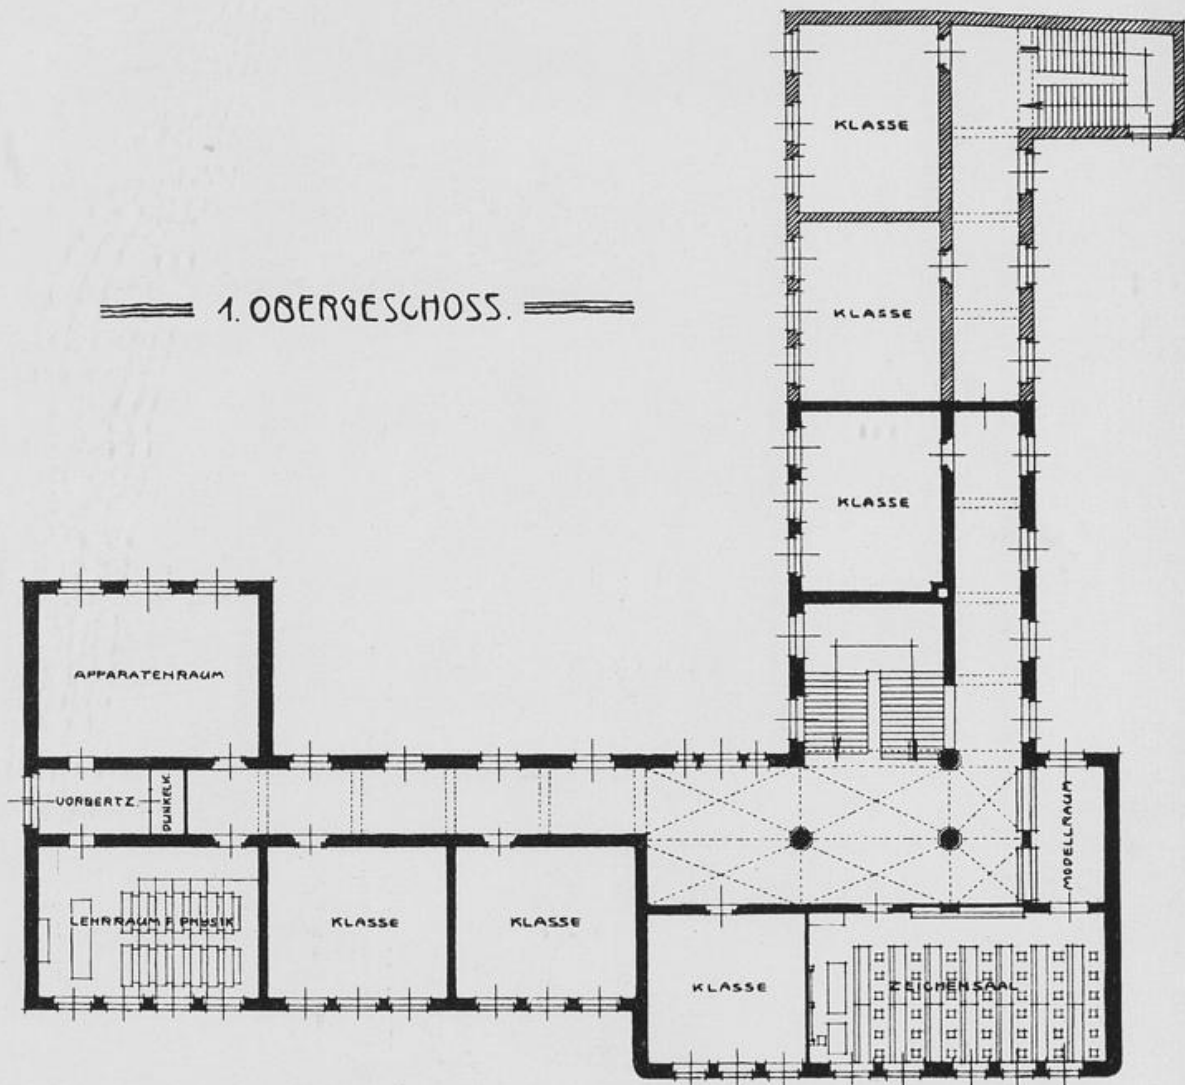 1. OBERGESCHOSS.
KLASSE
KLASSE
KLASSE
APPARATENRAUM
VORBERTZ.
DUNKELK.
MODELLRAUM
LEHRRAUM F. PHYSIK
KLASSE
KLASSE
KLASSE
ZEICHENSAAL